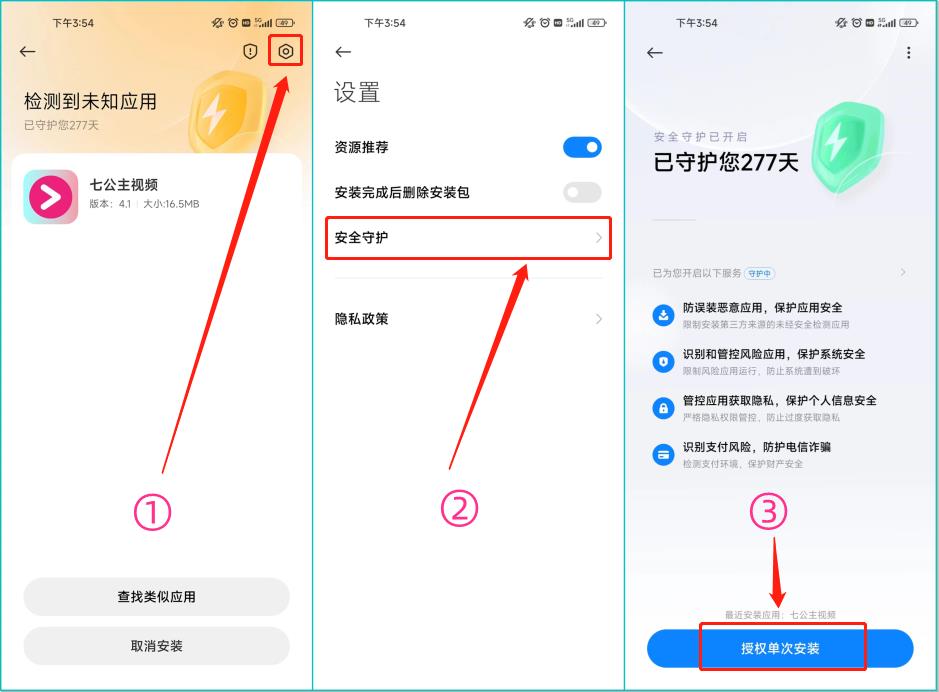 下午3:54
5G
49
检测到未知应用
已守护您277天
七公主视频
版本: 4.1 | 大小:16.5MB
①
查找类似应用
取消安装
下午3:54
5G
49
设置
资源推荐
安装完成后删除安装包
安全守护
隐私政策
②
下午3:54
5G
49
安全守护已开启
已守护您277天
已为您开启以下服务 守护中
防误装恶意应用，保护应用安全
限制安装第三方来源的未经安全检测应用
识别和管控风险应用，保护系统安全
限制风险应用运行，防止系统遭到破坏
管控应用获取隐私，保护个人信息安全
严格隐私权限管控，防止过度获取隐私
识别支付风险，防护电信诈骗
检测支付环境，保护财产安全
③
最近安装应用: 七公主视频
授权单次安装